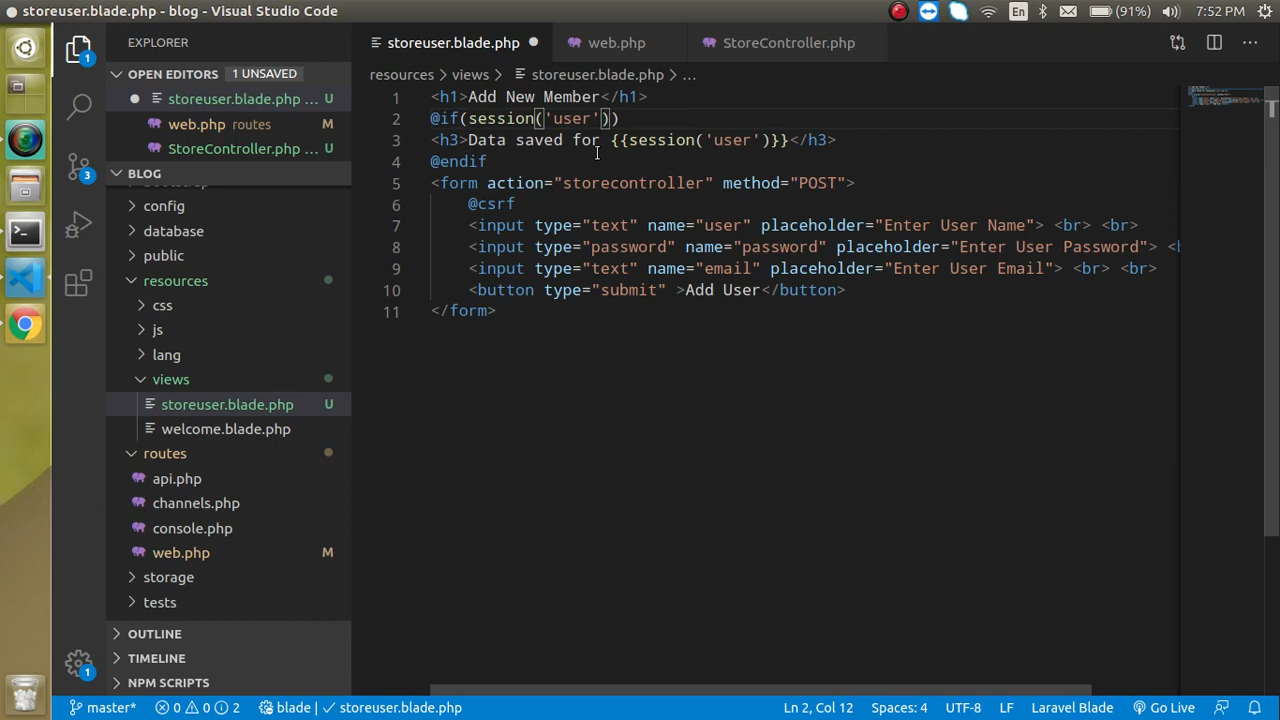 storeuser.blade.php - blog - Visual Studio Code
En
(91%)
7:52 PM
EXPLORER
OPEN EDITORS 1 UNSAVED
storeuser.blade.php ... U
web.php routes M
StoreController.php ... U
BLOG
config
database
public
resources
css
js
lang
views
storeuser.blade.php U
welcome.blade.php
routes
api.php
channels.php
console.php
web.php M
storage
tests
OUTLINE
TIMELINE
NPM SCRIPTS
1
3
1
storeuser.blade.php
web.php
StoreController.php
resources > views > storeuser.blade.php > ...
1 <h1>Add New Member</h1>
2 @if(session('user'))
3 <h3>Data saved for {{session('user')}}</h3>
4 @endif
5 <form action="storecontroller" method="POST">
6 @csrf
7 <input type="text" name="user" placeholder="Enter User Name"> <br> <br>
8 <input type="password" name="password" placeholder="Enter User Password"> <b
9 <input type="text" name="email" placeholder="Enter User Email"> <br> <br>
10 <button type="submit" >Add User</button>
11 </form>
master* 0 0 2 blade | storeuser.blade.php Ln 2, Col 12 Spaces: 4 UTF-8 LF Laravel Blade Go Live